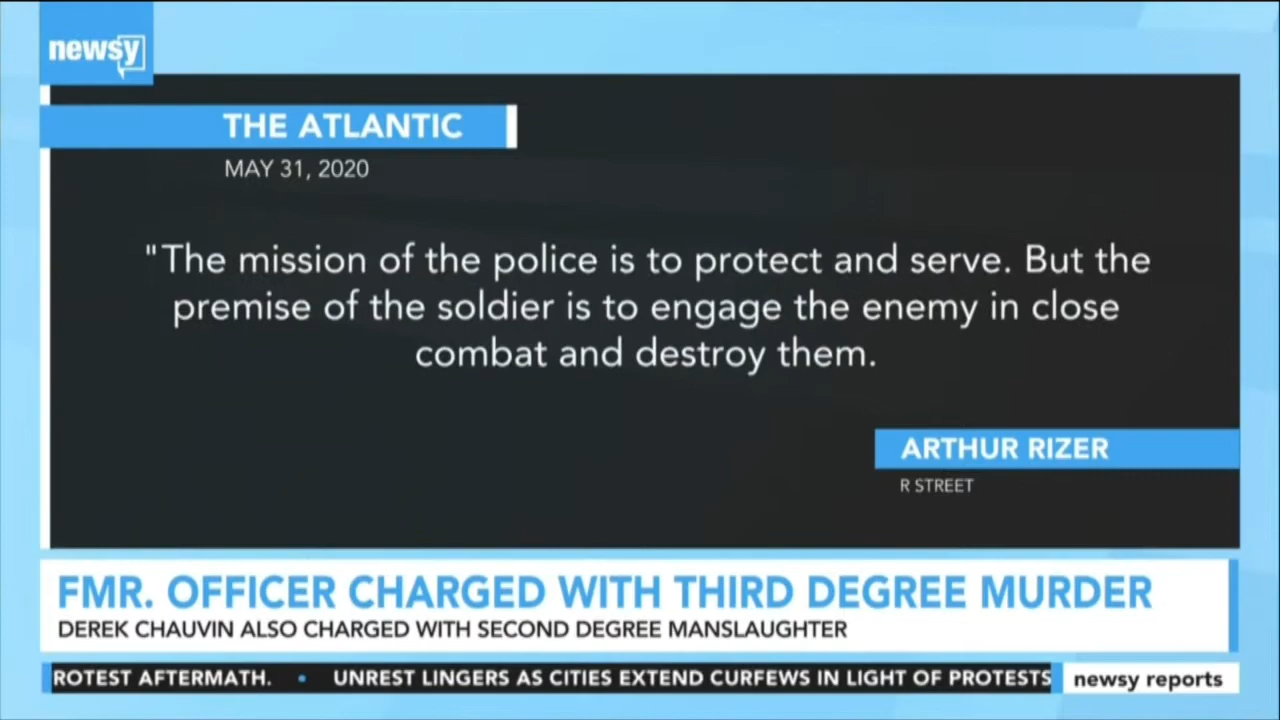 newsy
THE ATLANTIC
MAY 31, 2020
"The mission of the police is to protect and serve. But the
premise of the soldier is to engage the enemy in close
combat and destroy them.
ARTHUR RIZER
R STREET
FMR. OFFICER CHARGED WITH THIRD DEGREE MURDER
DEREK CHAUVIN ALSO CHARGED WITH SECOND DEGREE MANSLAUGHTER
ROTEST AFTERMATH. • UNREST LINGERS AS CITIES EXTEND CURFEWS IN LIGHT OF PROTESTS
newsy reports